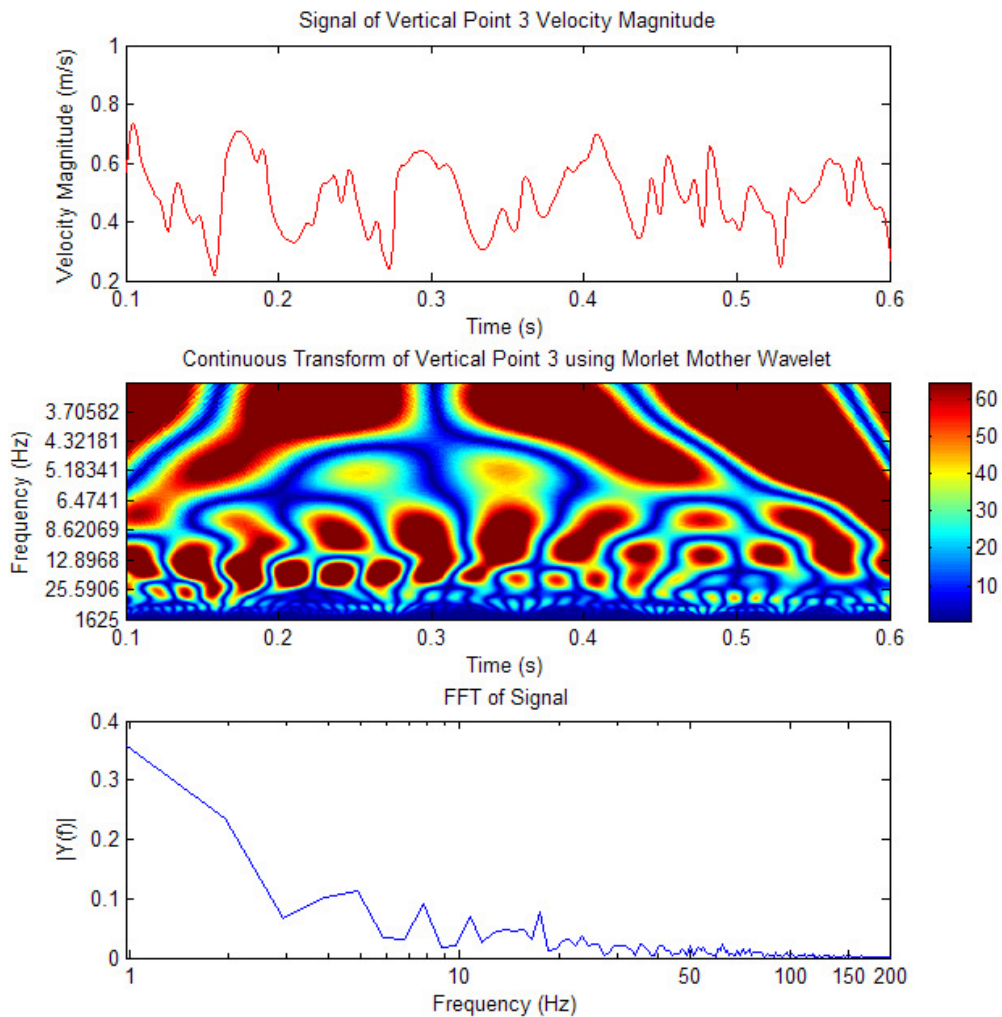 Signal of Vertical Point 3 Velocity Magnitude
Velocity Magnitude (m/s)
1
0.8
0.6
0.4
0.2
0.1 0.2 0.3 0.4 0.5 0.6
Time (s)
Continuous Transform of Vertical Point 3 using Morlet Mother Wavelet
Frequency (Hz)
3.70582
4.32181
5.18341
6.4741
8.62069
12.8968
25.5906
1625
0.1 0.2 0.3 0.4 0.5 0.6
Time (s)
60
50
40
30
20
10
FFT of Signal
|Y(f)|
0.4
0.3
0.2
0.1
0
1 10 50 100 150 200
Frequency (Hz)